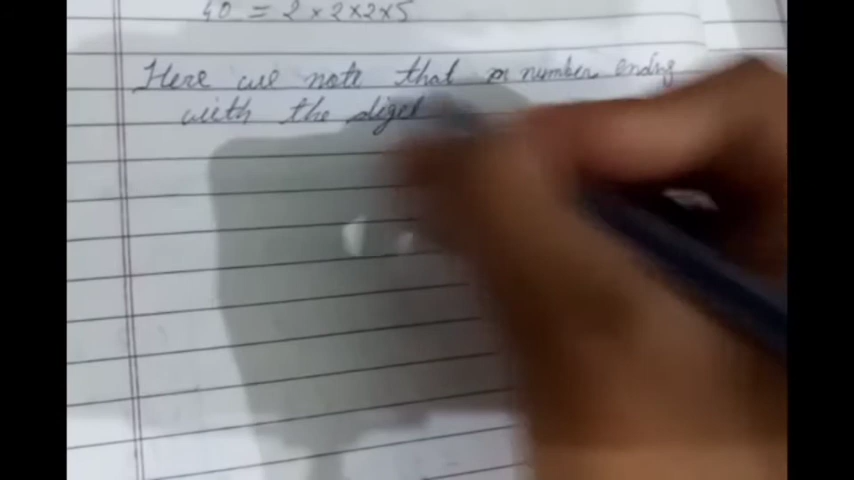 40 = 2 × 2 × 2 × 5
Here we note that a number ending
with the digit